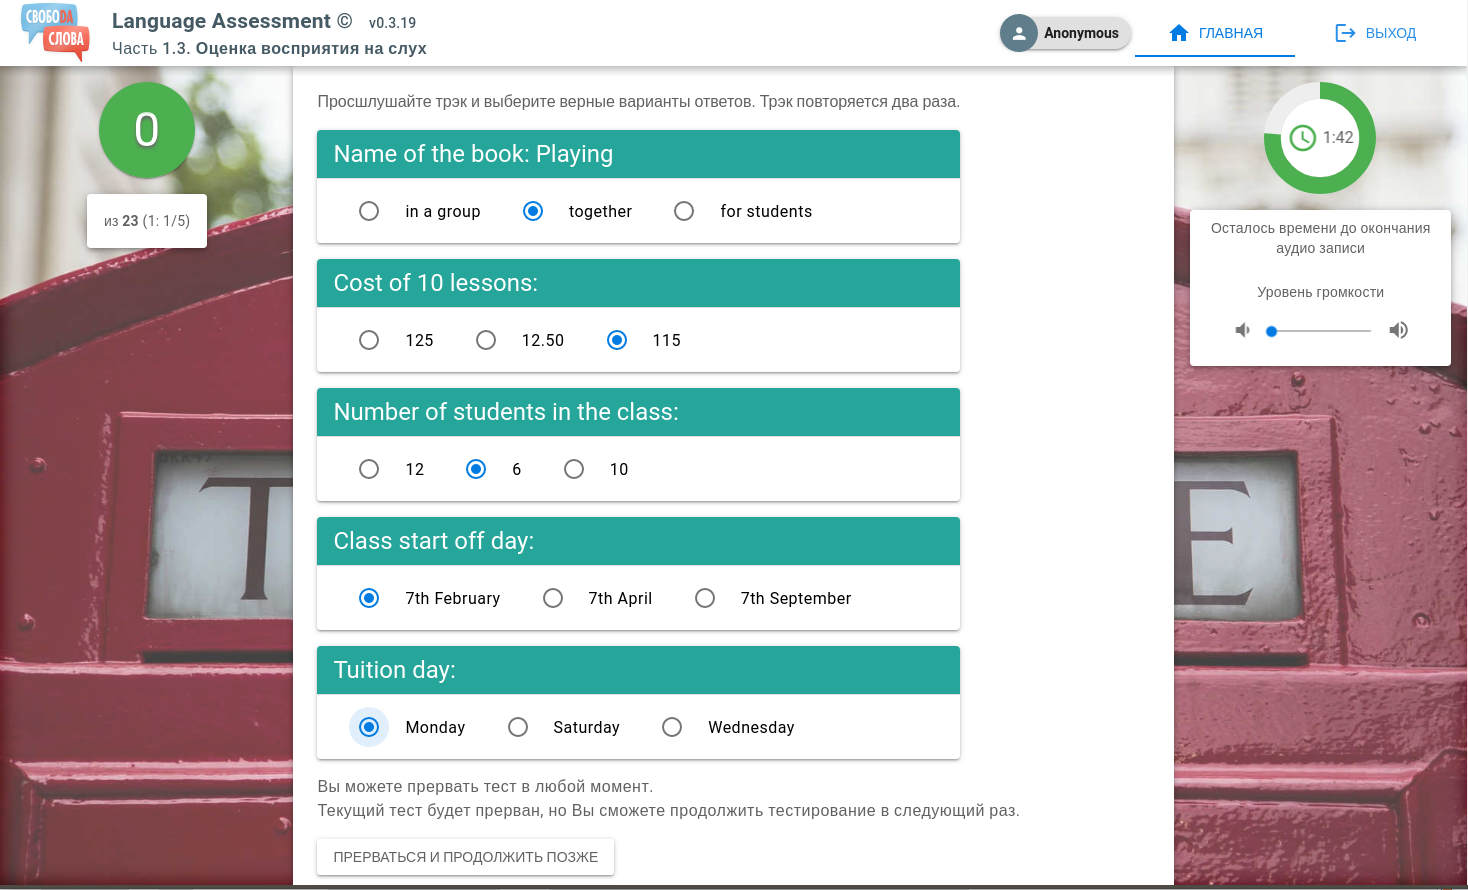 СВОБОДА
СЛОВА
Language Assessment © v0.3.19
Часть 1.3. Оценка восприятия на слух
Anonymous
ГЛАВНАЯ
ВЫХОД
0
из 23 (1: 1/5)
Просшлушайте трэк и выберите верные варианты ответов. Трэк повторяется два раза.
Name of the book: Playing
in a group together for students
Cost of 10 lessons:
125 12.50 115
Number of students in the class:
12 6 10
Class start off day:
7th February 7th April 7th September
Tuition day:
Monday Saturday Wednesday
Вы можете прервать тест в любой момент.
Текущий тест будет прерван, но Вы сможете продолжить тестирование в следующий раз.
ПРЕРВАТЬСЯ И ПРОДОЛЖИТЬ ПОЗЖЕ
1:42
Осталось времени до окончания
аудио записи
Уровень громкости
T
E